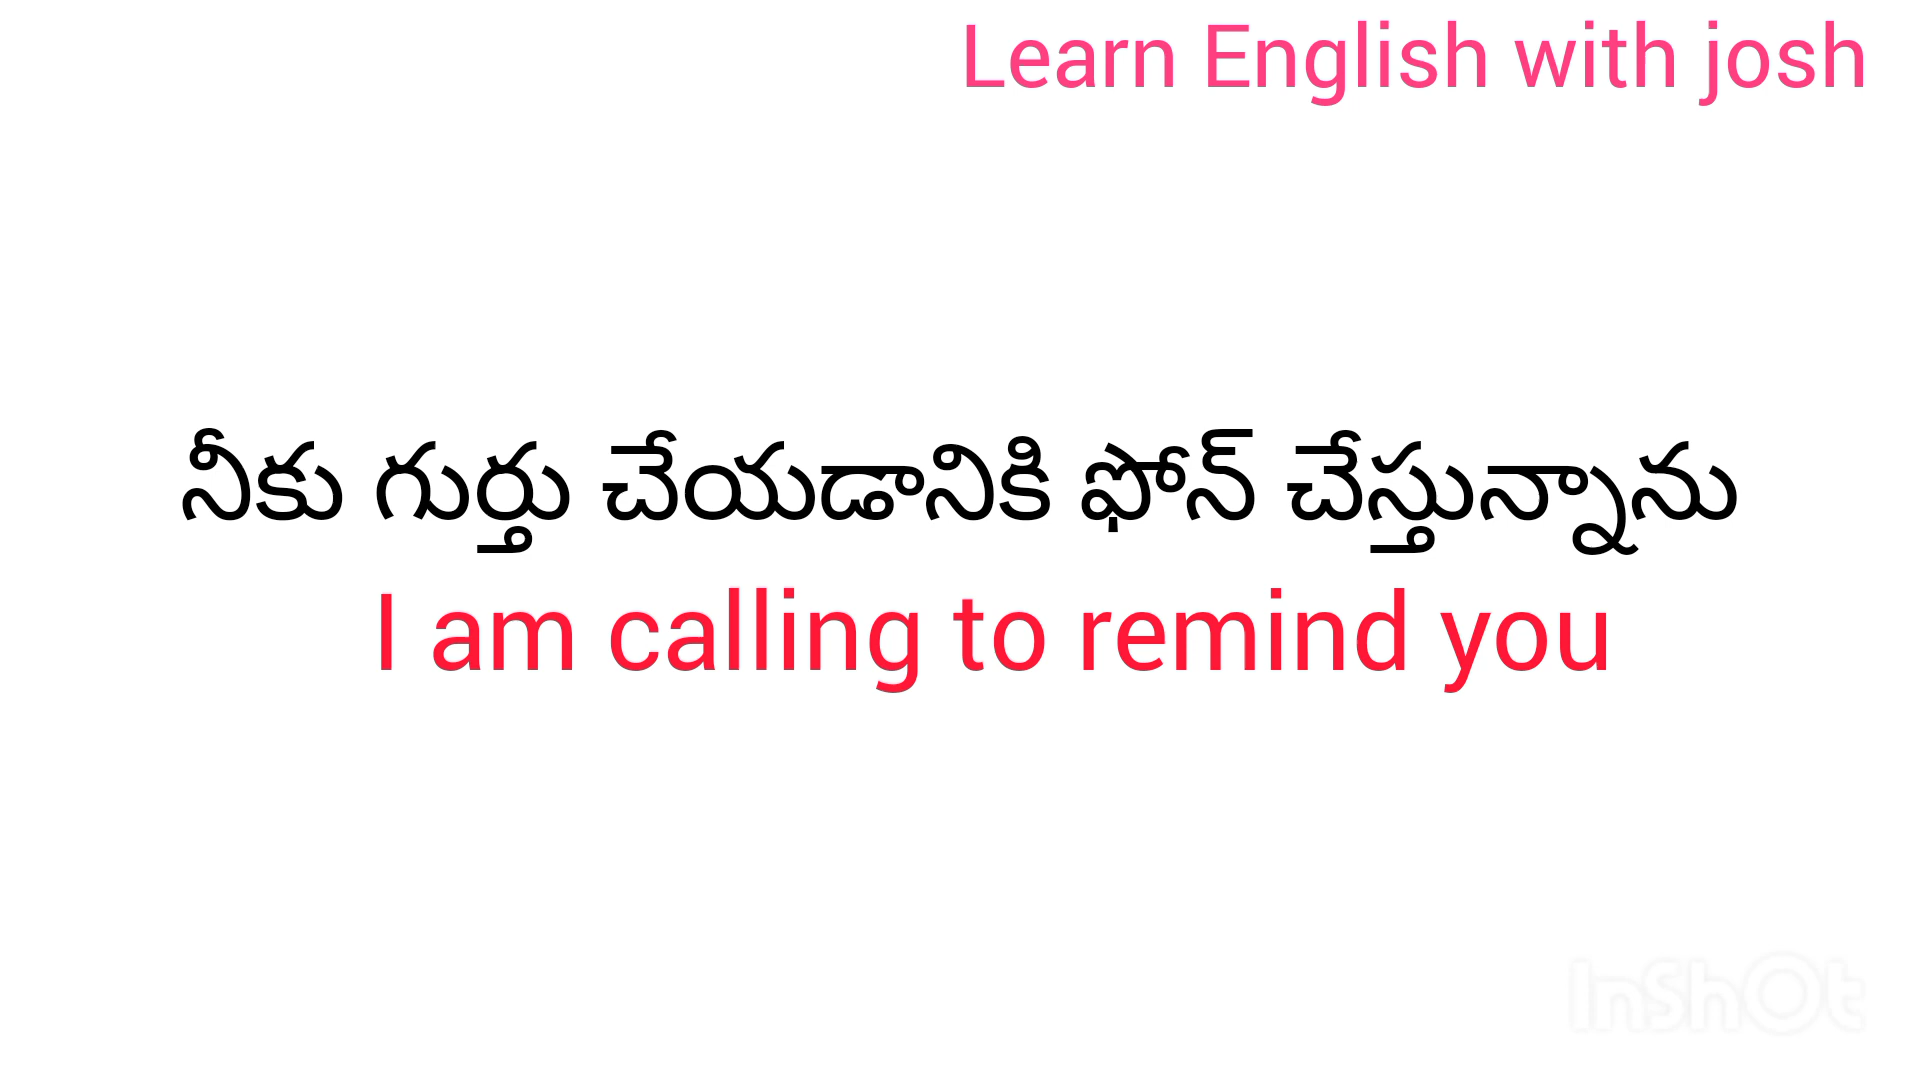 Learn English with josh
నీకు గుర్తు చేయడానికి ఫోన్ చేస్తున్నాను
I am calling to remind you
InShOt